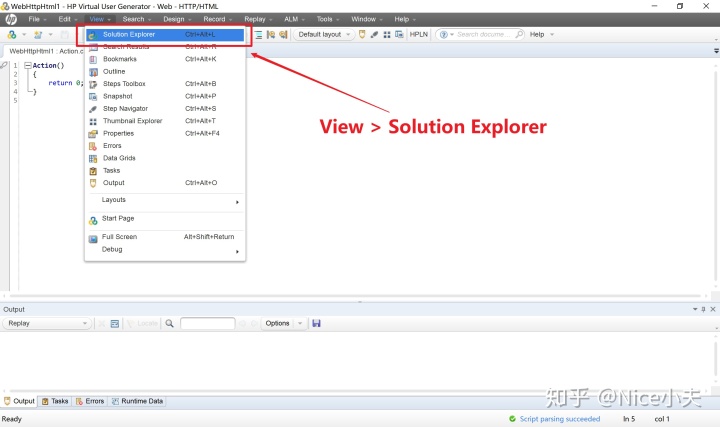 WebHttpHtml1 - HP Virtual User Generator - Web - HTTP/HTML
File Edit View Search Design Record Replay ALM Tools Window Help
Default layout HPLN Search documе... Help
WebHttpHtml1 : Action.c
Solution Explorer Ctrl+Alt+L
Search Results Ctrl+Alt+R
Bookmarks Ctrl+Alt+K
Outline
Steps Toolbox Ctrl+Alt+B
Snapshot Ctrl+Alt+P
Step Navigator Ctrl+Alt+S
Thumbnail Explorer Ctrl+Alt+T
Properties Ctrl+Alt+F4
Errors
Data Grids
Tasks
Output Ctrl+Alt+O
Layouts
Start Page
Full Screen Alt+Shift+Return
Debug
1 Action()
2 {
3 return 0;
4 }
5
View > Solution Explorer
Output
Replay Locate Options
Output Tasks Errors Runtime Data
知乎 @Nice小夫
Ready Script parsing succeeded ln 5 col 1